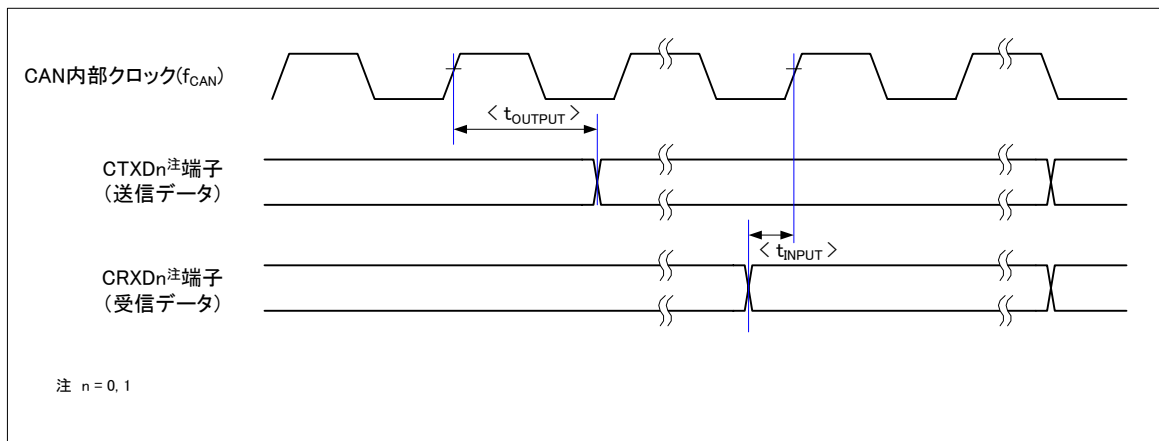 CAN内部クロック(fCAN)
＜ tOUTPUT ＞
CTXDn注端子
（送信データ）
＜ tINPUT ＞
CRXDn注端子
（受信データ）
注 n = 0, 1